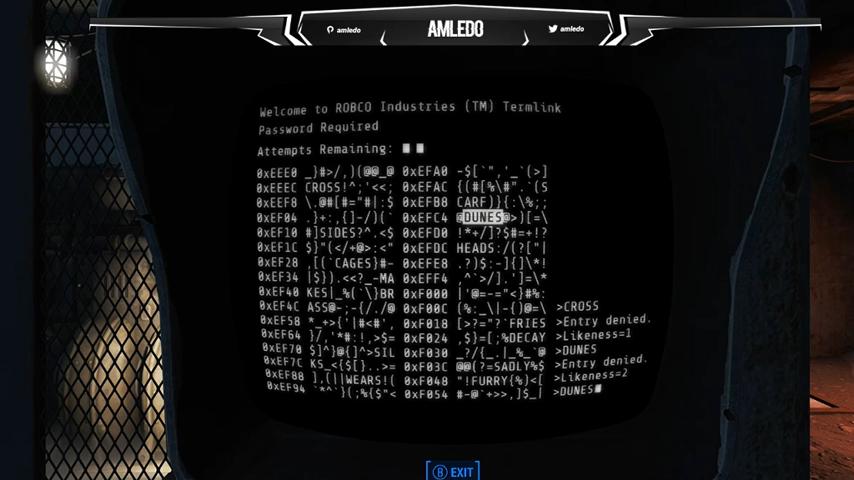 AMLEDO
amledo
amledo
Welcome to ROBCO Industries (TM) Termlink
Password Required
Attempts Remaining: ■ ■
0xEEE0 _}#>/,)(@@_@ 0xEFA0 -$[`",'_`(>]
0xEEEC CROSS!^;'<<; 0xEFAC {(#[%\#".`(S
0xEEF8 \.@#[#="#|:$ 0xEFB8 CARF)}{:\%;;
0xEF04 .}+:,{]-/)(` 0xEFC4 @DUNES@>)[=\
0xEF10 #]SIDES?^.<$ 0xEFD0 !*+/]?$#=+!?
0xEF1C $}"(</+@>:<" 0xEFDC HEADS:/(?["|
0xEF28 ,[(`CAGES}#- 0xEFE8 .?)$:-]{]\*!
0xEF34 |$}).<<?_-MA 0xEFF4 ,^`>/].']=\*
0xEF40 KES|_%(`\}BR 0xF000 |'@=-="<}#%:
0xEF4C ASS@-;-{/./@ 0xF00C (%:_\|-{)@=\ >CROSS
0xEF58 *_+>{'|#<#', 0xF018 [>?="?`FRIES >Entry denied.
0xEF64 }/,'*#:!,>$= 0xF024 ,$}=[;%DECAY >Likeness=1
0xEF70 $]^}@{]^>SIL 0xF030 _?/{_.|_%_`@ >DUNES
0xEF7C KS_<{$[}..>= 0xF03C @@(?=SADLY%$ >Entry denied.
0xEF88 ],(||WEARS!( 0xF048 "!FURRY{%)<[ >Likeness=2
0xEF94 `*^`}(;%{$"< 0xF054 #-@`+>>,]$_| >DUNES■
B EXIT